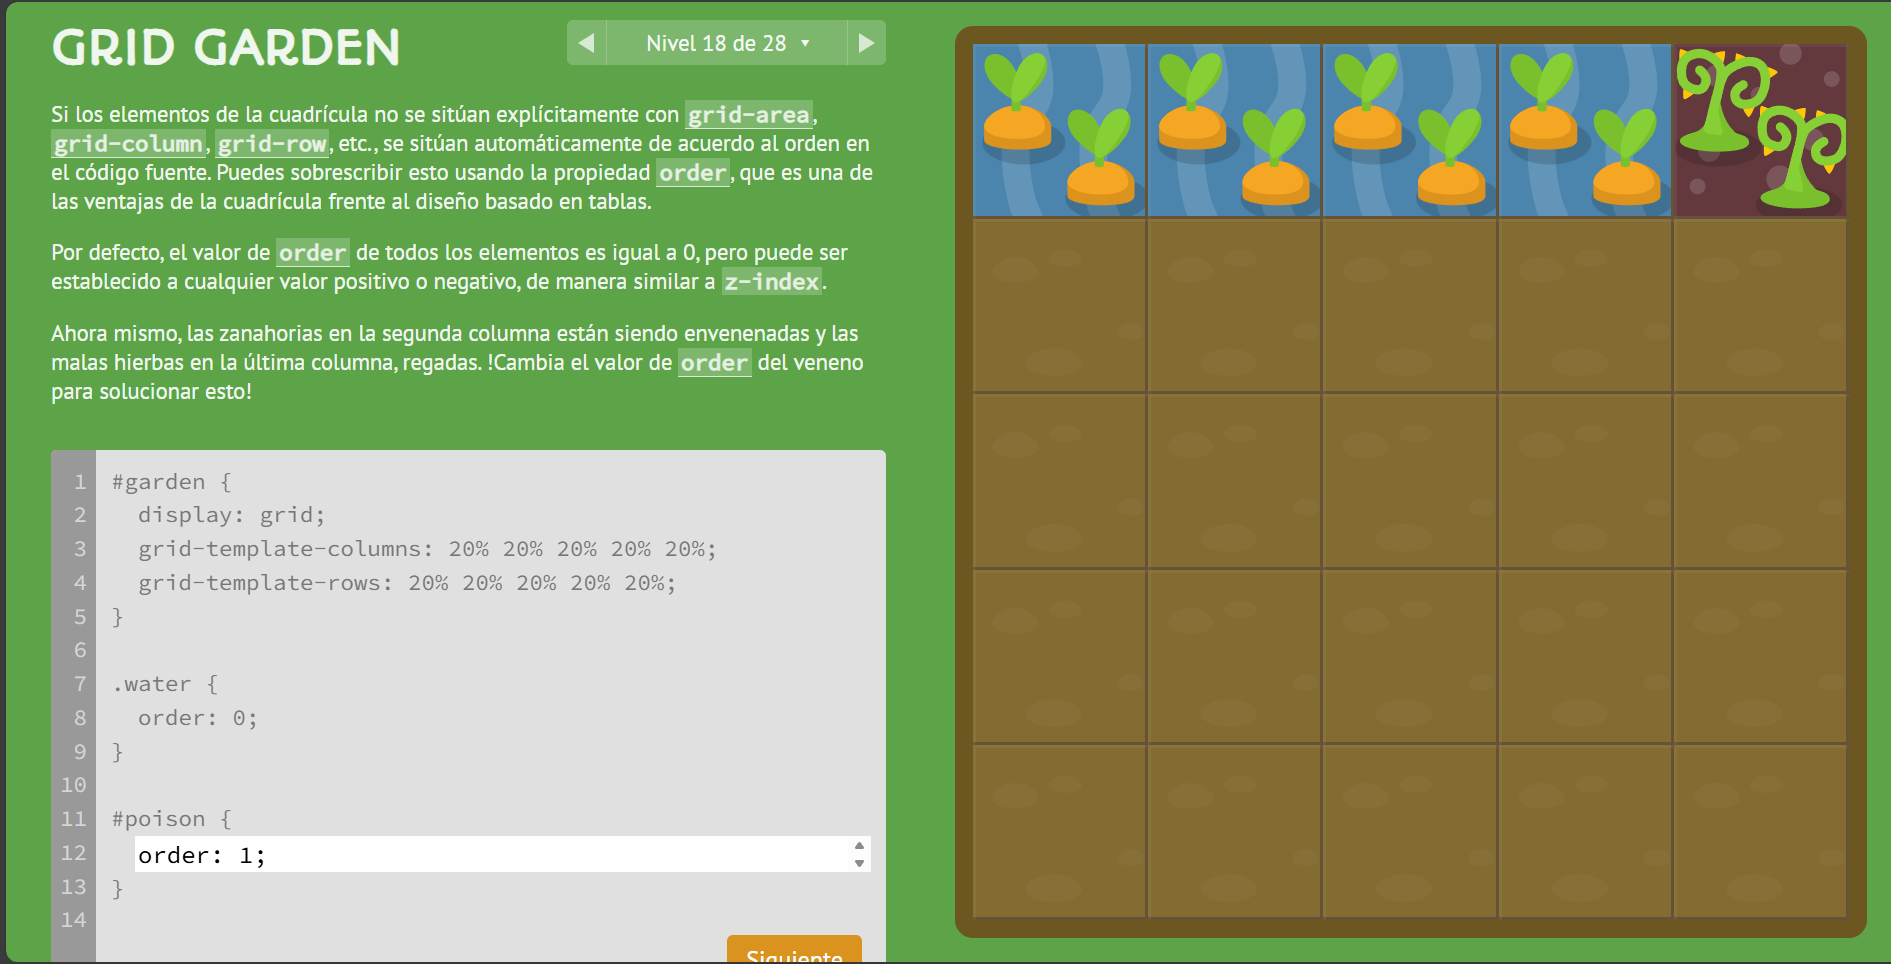 GRID GARDEN
Nivel 18 de 28
Si los elementos de la cuadrícula no se sitúan explícitamente con grid-area,
grid-column, grid-row, etc., se sitúan automáticamente de acuerdo al orden en
el código fuente. Puedes sobrescribir esto usando la propiedad order, que es una de
las ventajas de la cuadrícula frente al diseño basado en tablas.
Por defecto, el valor de order de todos los elementos es igual a 0, pero puede ser
establecido a cualquier valor positivo o negativo, de manera similar a z-index.
Ahora mismo, las zanahorias en la segunda columna están siendo envenenadas y las
malas hierbas en la última columna, regadas. !Cambia el valor de order del veneno
para solucionar esto!
1 #garden {
2 display: grid;
3 grid-template-columns: 20% 20% 20% 20% 20%;
4 grid-template-rows: 20% 20% 20% 20% 20%;
5 }
6
7 .water {
8 order: 0;
9 }
10
11 #poison {
12 order: 1;
13 }
14
Siguiente